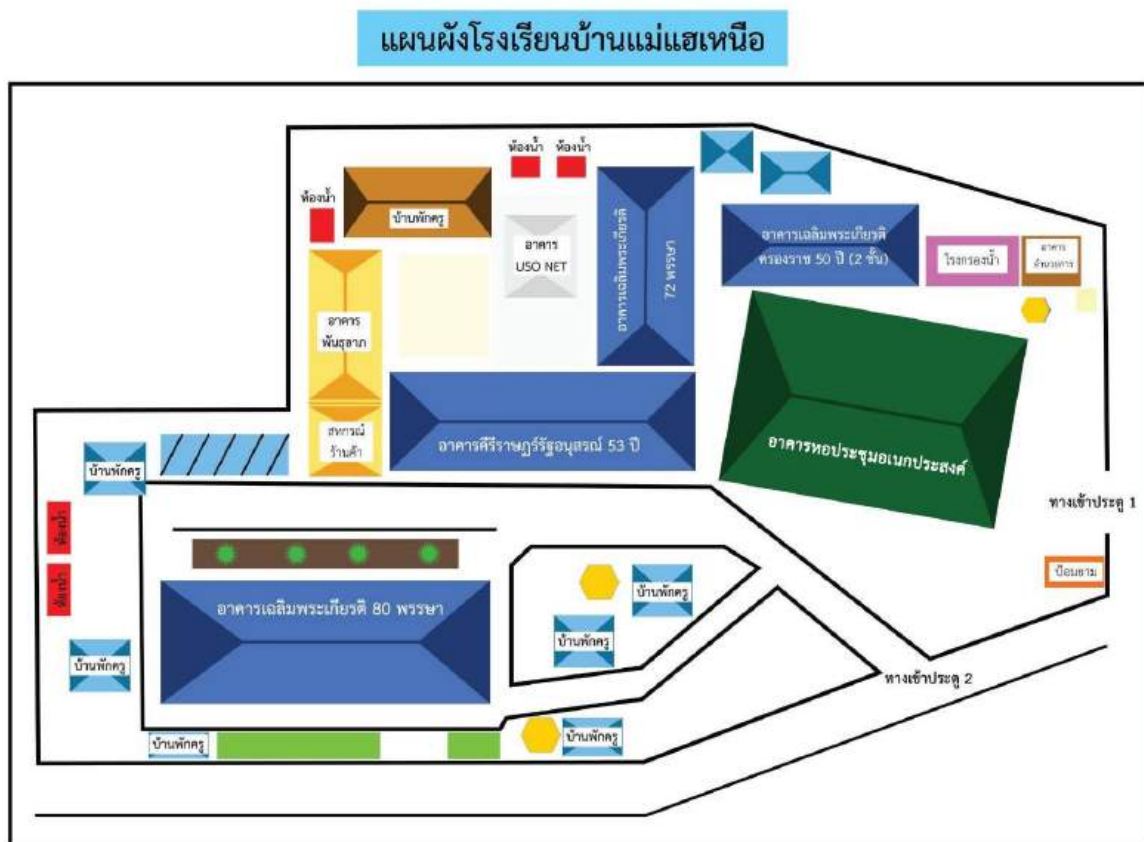 แผนผังโรงเรียนบ้านแม่แฮเหนือ
ห้องน้ำ
ห้องน้ำ
ห้องน้ำ
บ้านพักครู
อาคาร
USO NET
อาคารเฉลิมพระเกียรติ
72 พรรษา
อาคารเฉลิมพระเกียรติ
ครองราช 50 ปี (2 ชั้น)
โรงกรองน้ำ
อาคาร
อำนวยการ
อาคาร
พันธุลาภ
สหกรณ์
ร้านค้า
อาคารคีรีราษฎร์รัฐอนุสรณ์ 53 ปี
อาคารหอประชุมอเนกประสงค์
บ้านพักครู
ทางเข้าประตู 1
ห้องน้ำ
ห้องน้ำ
ป้อมยาม
อาคารเฉลิมพระเกียรติ 80 พรรษา
บ้านพักครู
บ้านพักครู
บ้านพักครู
ทางเข้าประตู 2
บ้านพักครู
บ้านพักครู